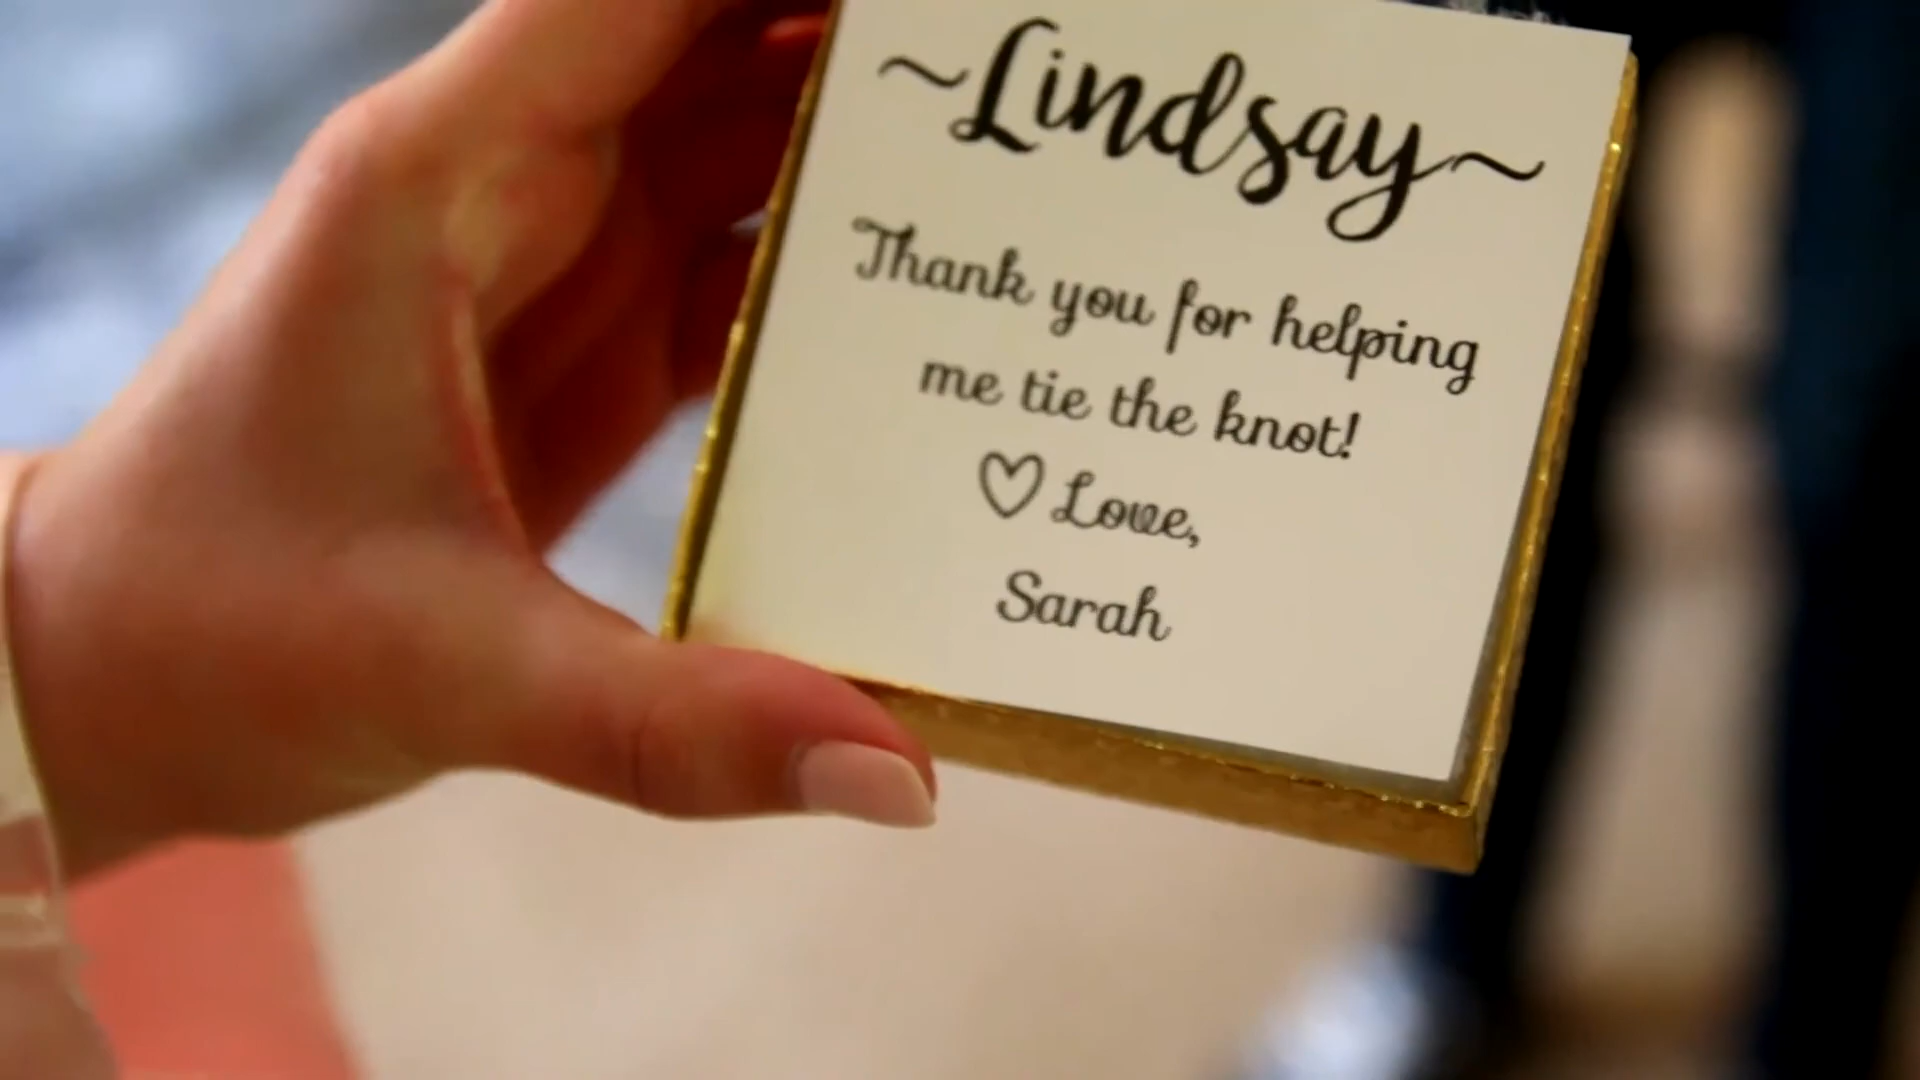 ~Lindsay~
Thank you for helping
me tie the knot!
♡ Love,
Sarah